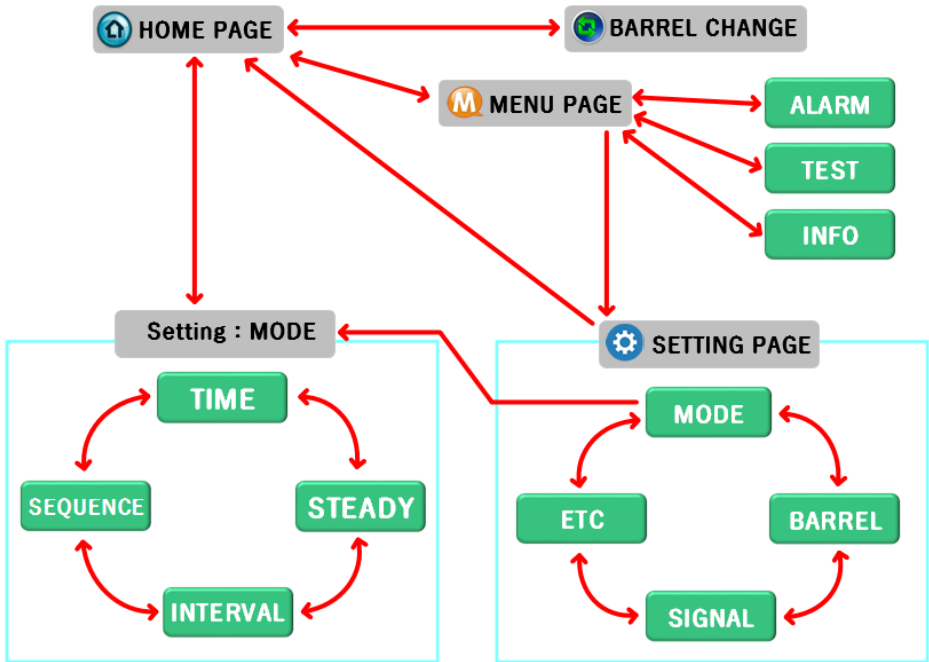 HOME PAGE
BARREL CHANGE
M MENU PAGE
ALARM
TEST
INFO
Setting : MODE
SETTING PAGE
TIME
SEQUENCE
STEADY
INTERVAL
MODE
ETC
BARREL
SIGNAL